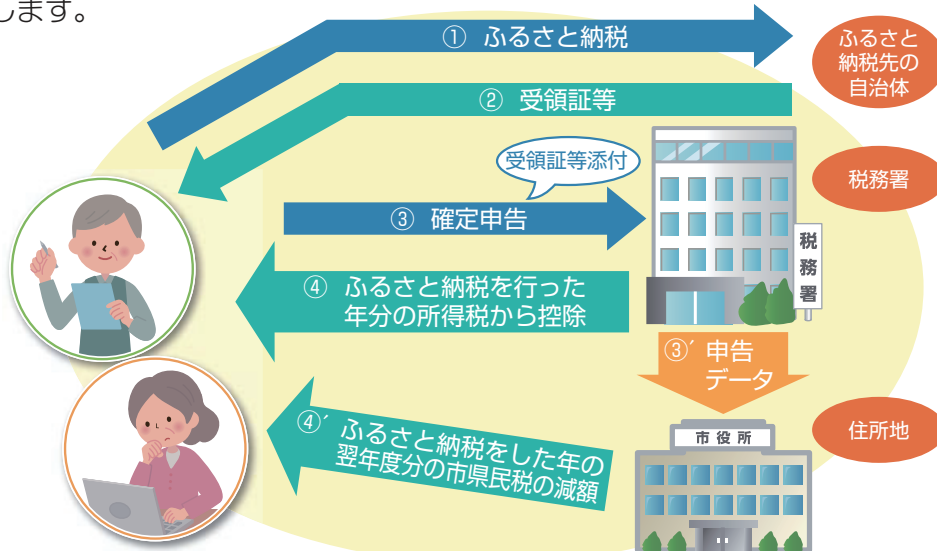 します。
① ふるさと納税
ふるさと
納税先の
自治体
② 受領証等
受領証等添付
税務署
③ 確定申告
税務署
④ ふるさと納税を行った
年分の所得税から控除
③′ 申告
データ
④′ ふるさと納税をした年の
翌年度分の市県民税の減額
市役所
住所地